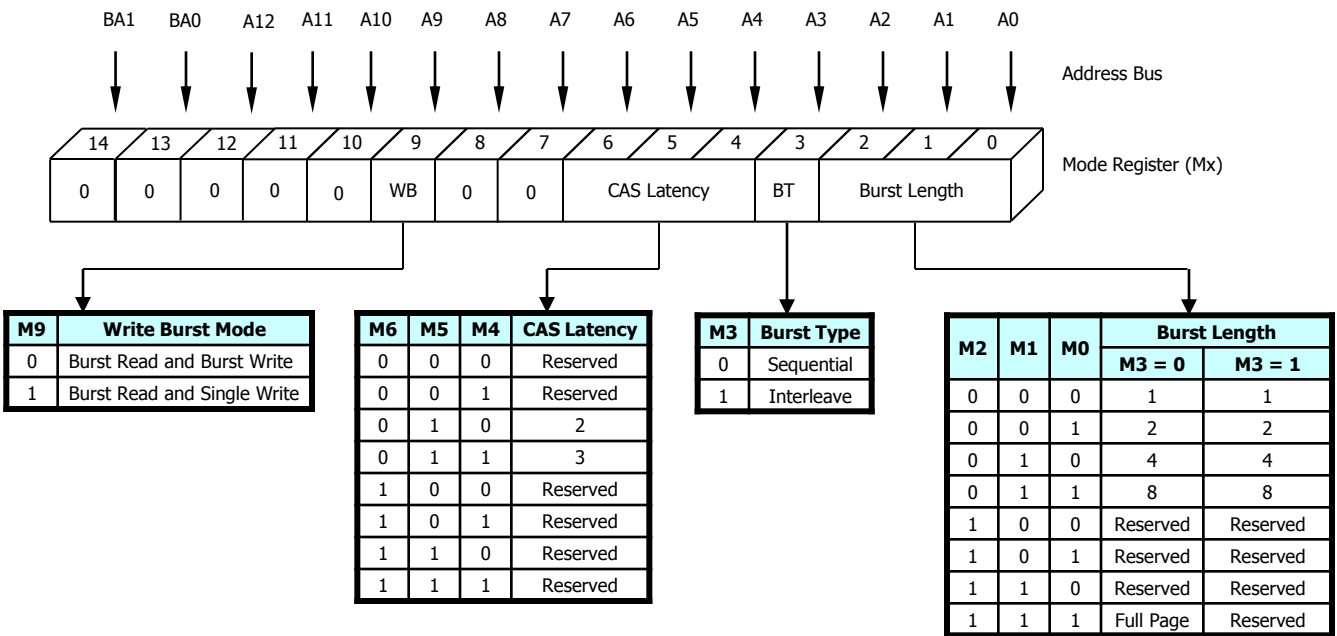 BA1 BA0 A12 A11 A10 A9 A8 A7 A6 A5 A4 A3 A2 A1 A0
Address Bus
14 13 12 11 10 9 8 7 6 5 4 3 2 1 0
Mode Register (Mx)
0 0 0 0 0 WB 0 0 CAS Latency BT Burst Length
M9 Write Burst Mode
0 Burst Read and Burst Write
1 Burst Read and Single Write
M6 M5 M4 CAS Latency
0 0 0 Reserved
0 0 1 Reserved
0 1 0 2
0 1 1 3
1 0 0 Reserved
1 0 1 Reserved
1 1 0 Reserved
1 1 1 Reserved
M3 Burst Type
0 Sequential
1 Interleave
M2 M1 M0 Burst Length
M3 = 0 M3 = 1
0 0 0 1 1
0 0 1 2 2
0 1 0 4 4
0 1 1 8 8
1 0 0 Reserved Reserved
1 0 1 Reserved Reserved
1 1 0 Reserved Reserved
1 1 1 Full Page Reserved